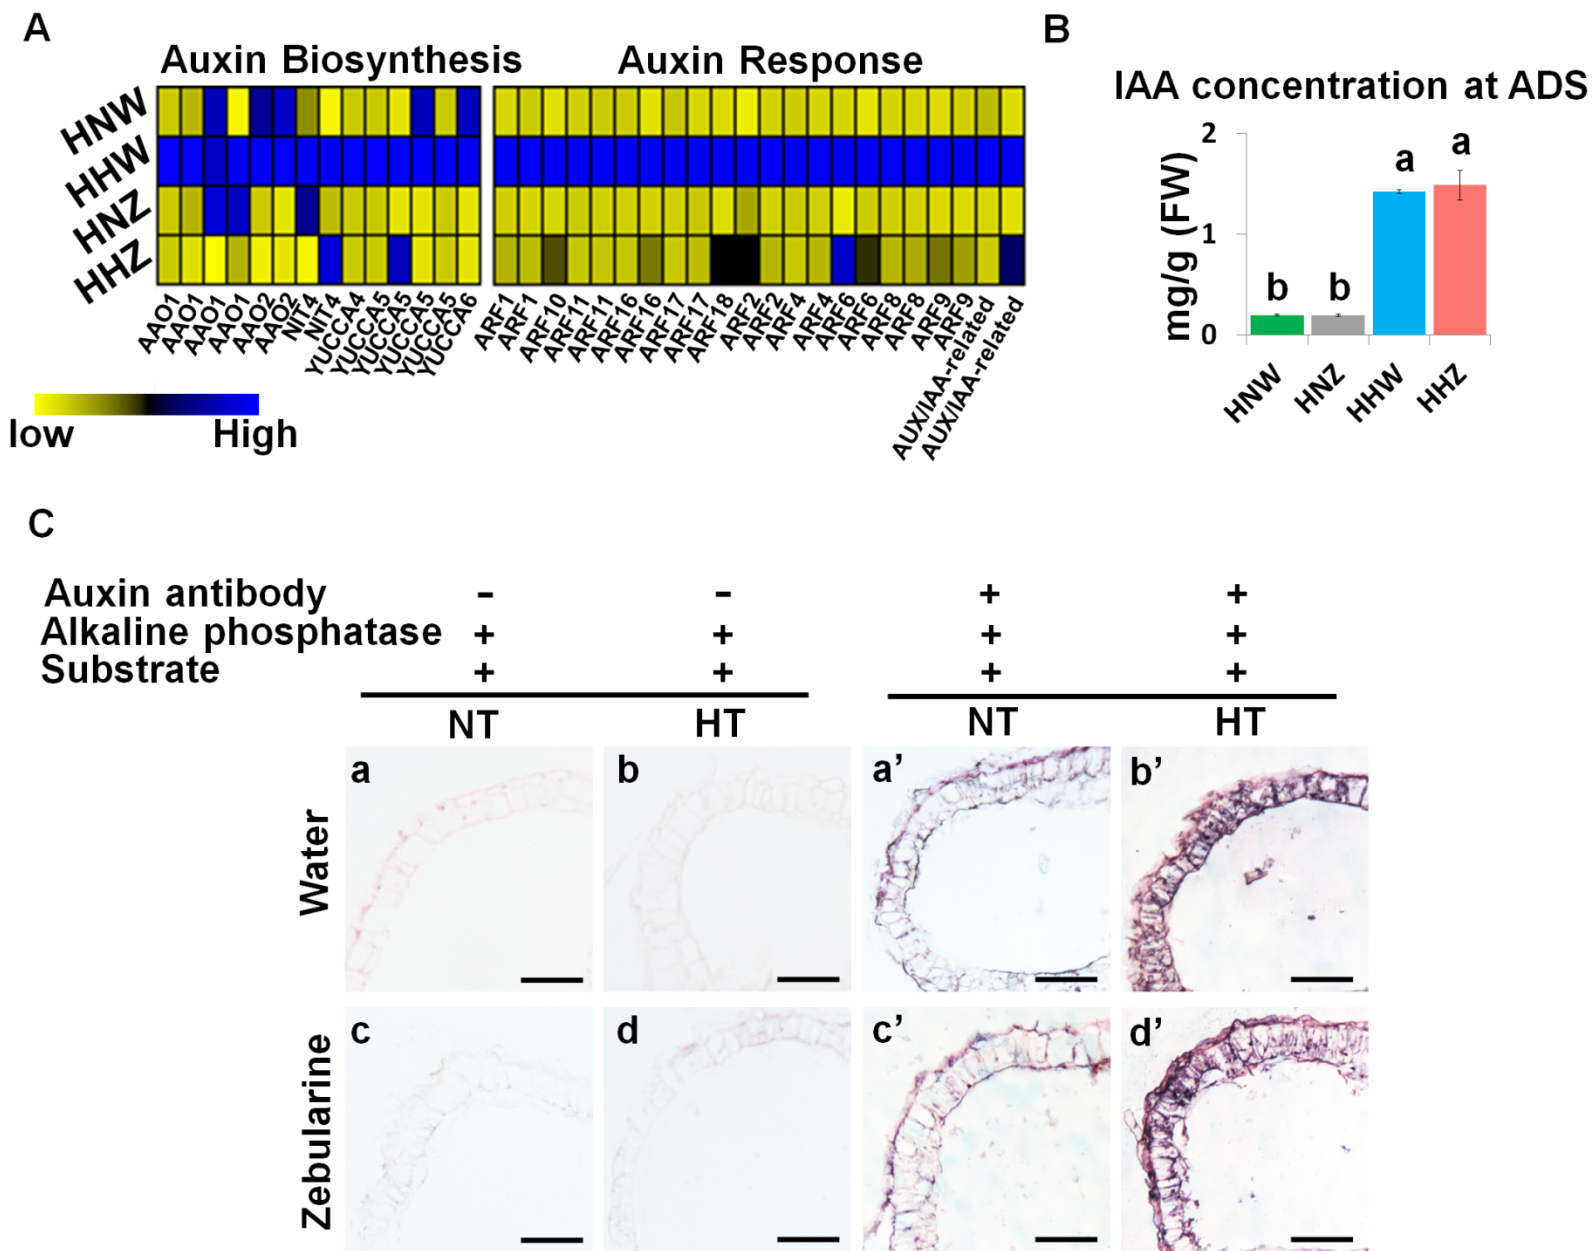 A
Auxin Biosynthesis
Auxin Response
HNW
HHW
HNZ
HHZ
AAO1
AAO1
AAO1
AAO1
AAO2
AAO2
NIT4
NIT4
YUCCA4
YUCCA5
YUCCA5
YUCCA5
YUCCA5
YUCCA6
ARF1
ARF1
ARF10
ARF11
ARF11
ARF16
ARF16
ARF17
ARF17
ARF18
ARF2
ARF2
ARF4
ARF4
ARF6
ARF6
ARF8
ARF8
ARF9
ARF9
AUX/IAA-related
AUX/IAA-related
low
High
B
IAA concentration at ADS
mg/g (FW)
2
1
0
b
b
a
a
HNW
HNZ
HHW
HHZ
C
Auxin antibody - - + +
Alkaline phosphatase + + + +
Substrate + + + +
NT HT NT HT
Water
a b a' b'
Zebularine
c d c' d'